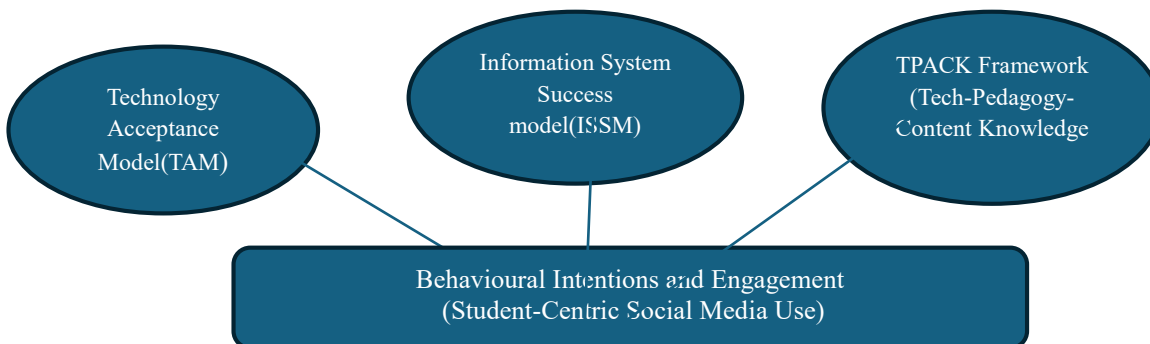 Technology
Acceptance
Model(TAM)
Information System
Success
model(ISSM)
TPACK Framework
(Tech-Pedagogy-
Content Knowledge
Behavioural Intentions and Engagement
(Student-Centric Social Media Use)